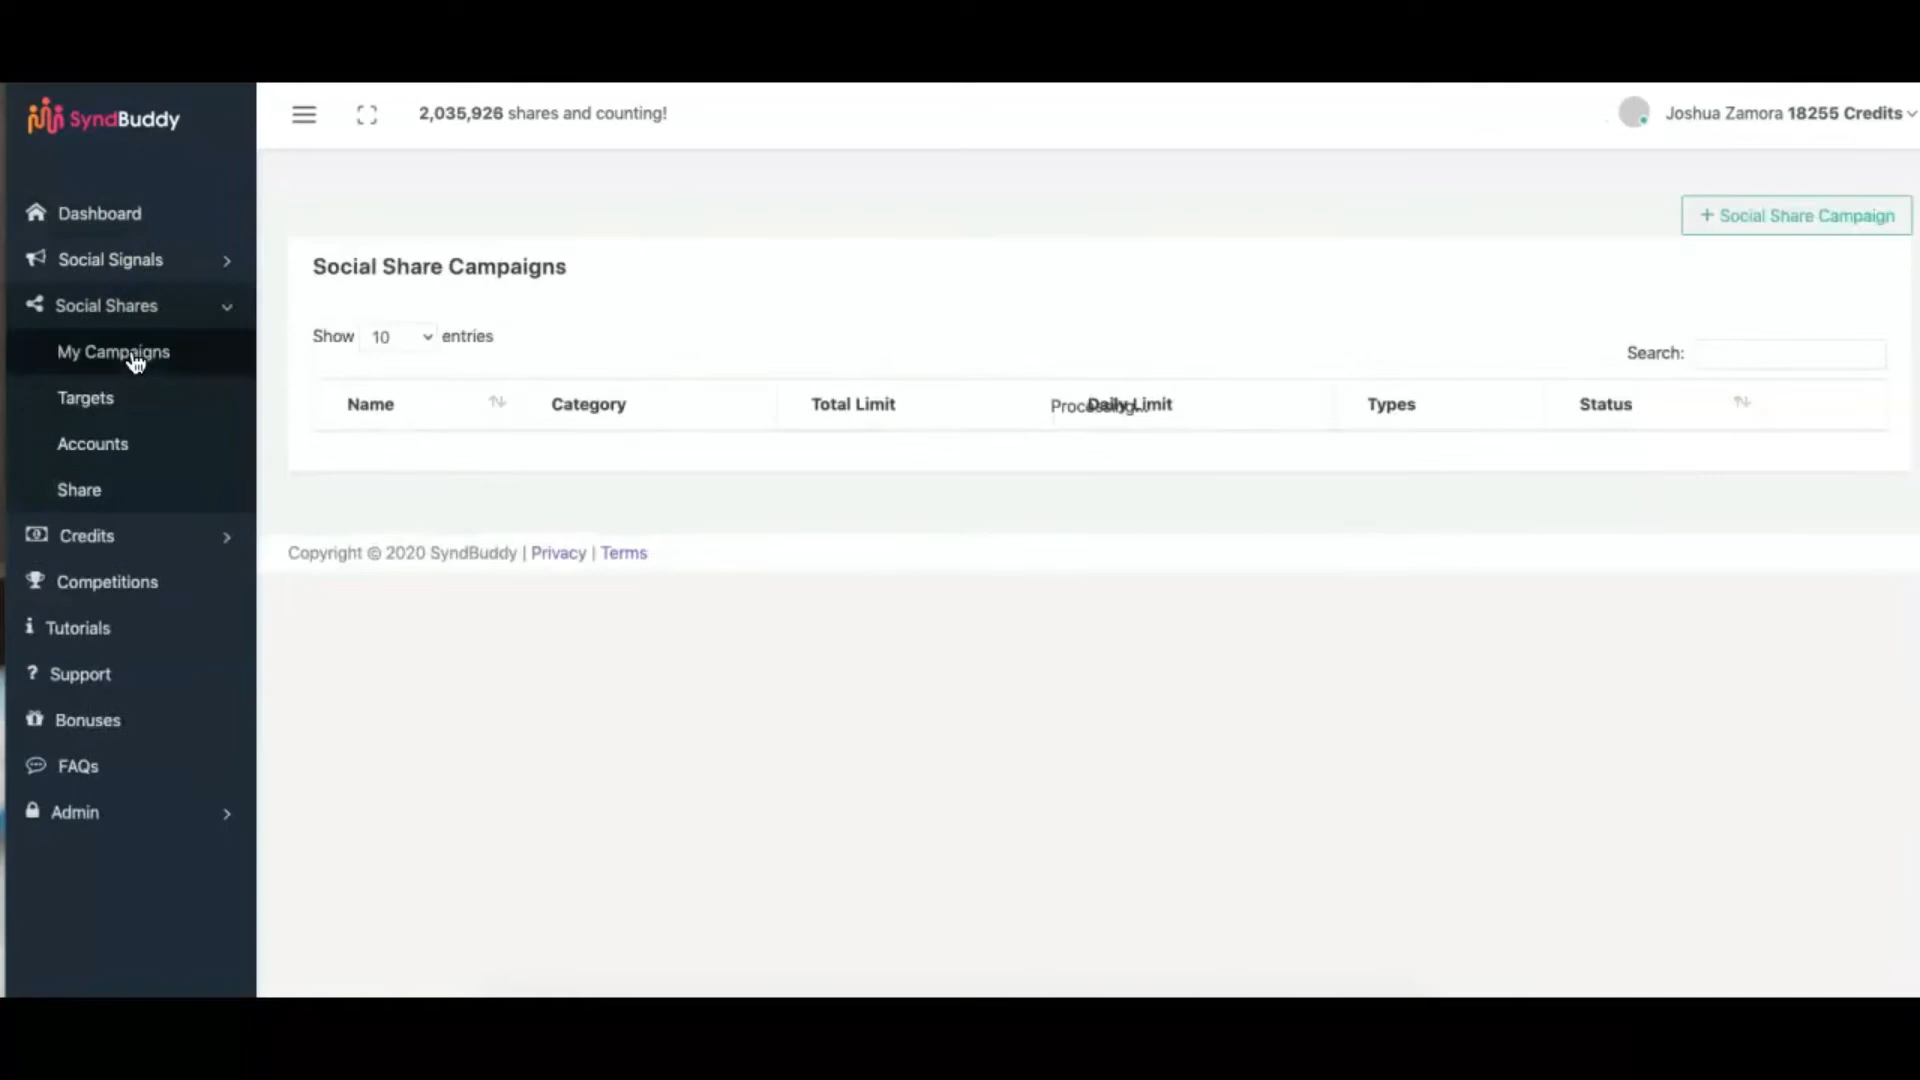 SyndBuddy
2,035,926 shares and counting!
Joshua Zamora 18255 Credits
Dashboard
Social Signals
Social Shares
My Campaigns
Targets
Accounts
Share
Credits
Competitions
Tutorials
Support
Bonuses
FAQs
Admin
+ Social Share Campaign
Social Share Campaigns
Show 10 entries
Search:
Name Category Total Limit Daily Limit Types Status
Processing...
Copyright © 2020 SyndBuddy | Privacy | Terms